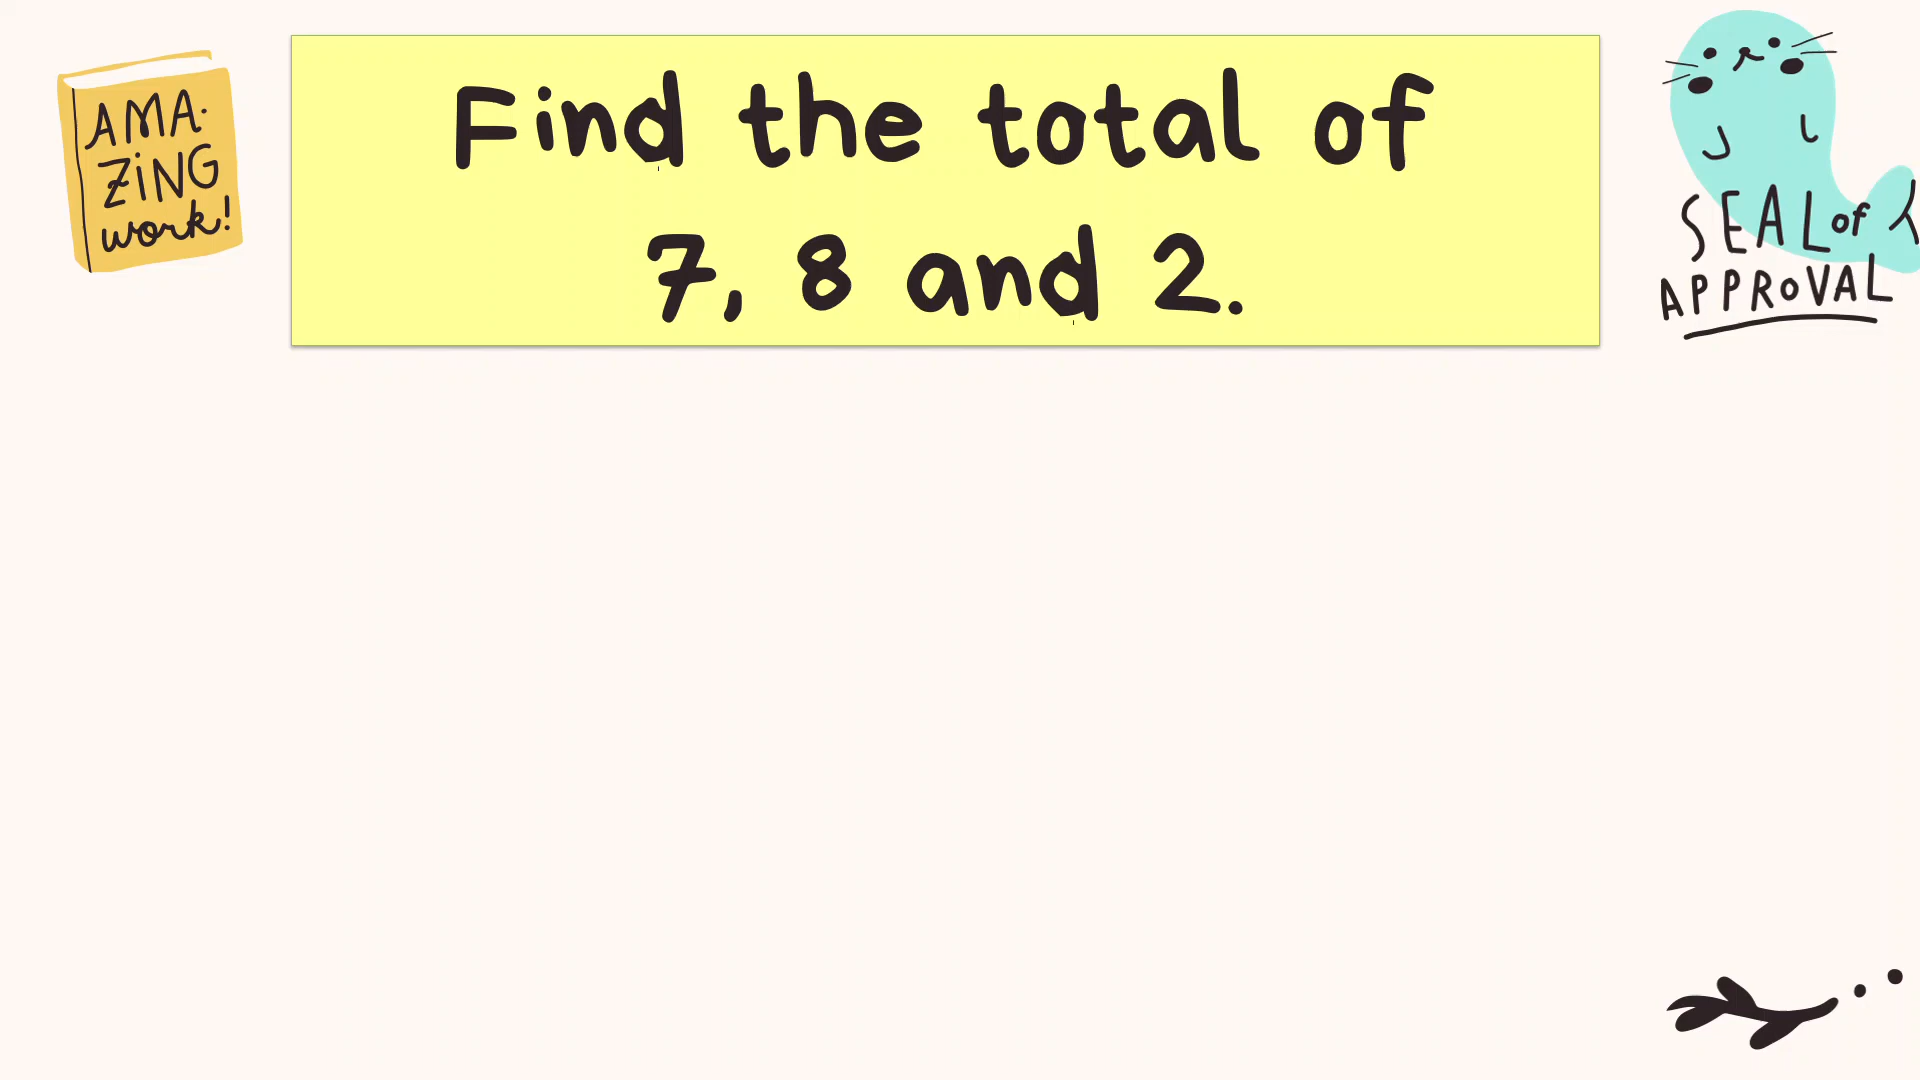 AMA-
ZiNG
work!
Find the total of
7, 8 and 2.
SEAL of
APPROVAL